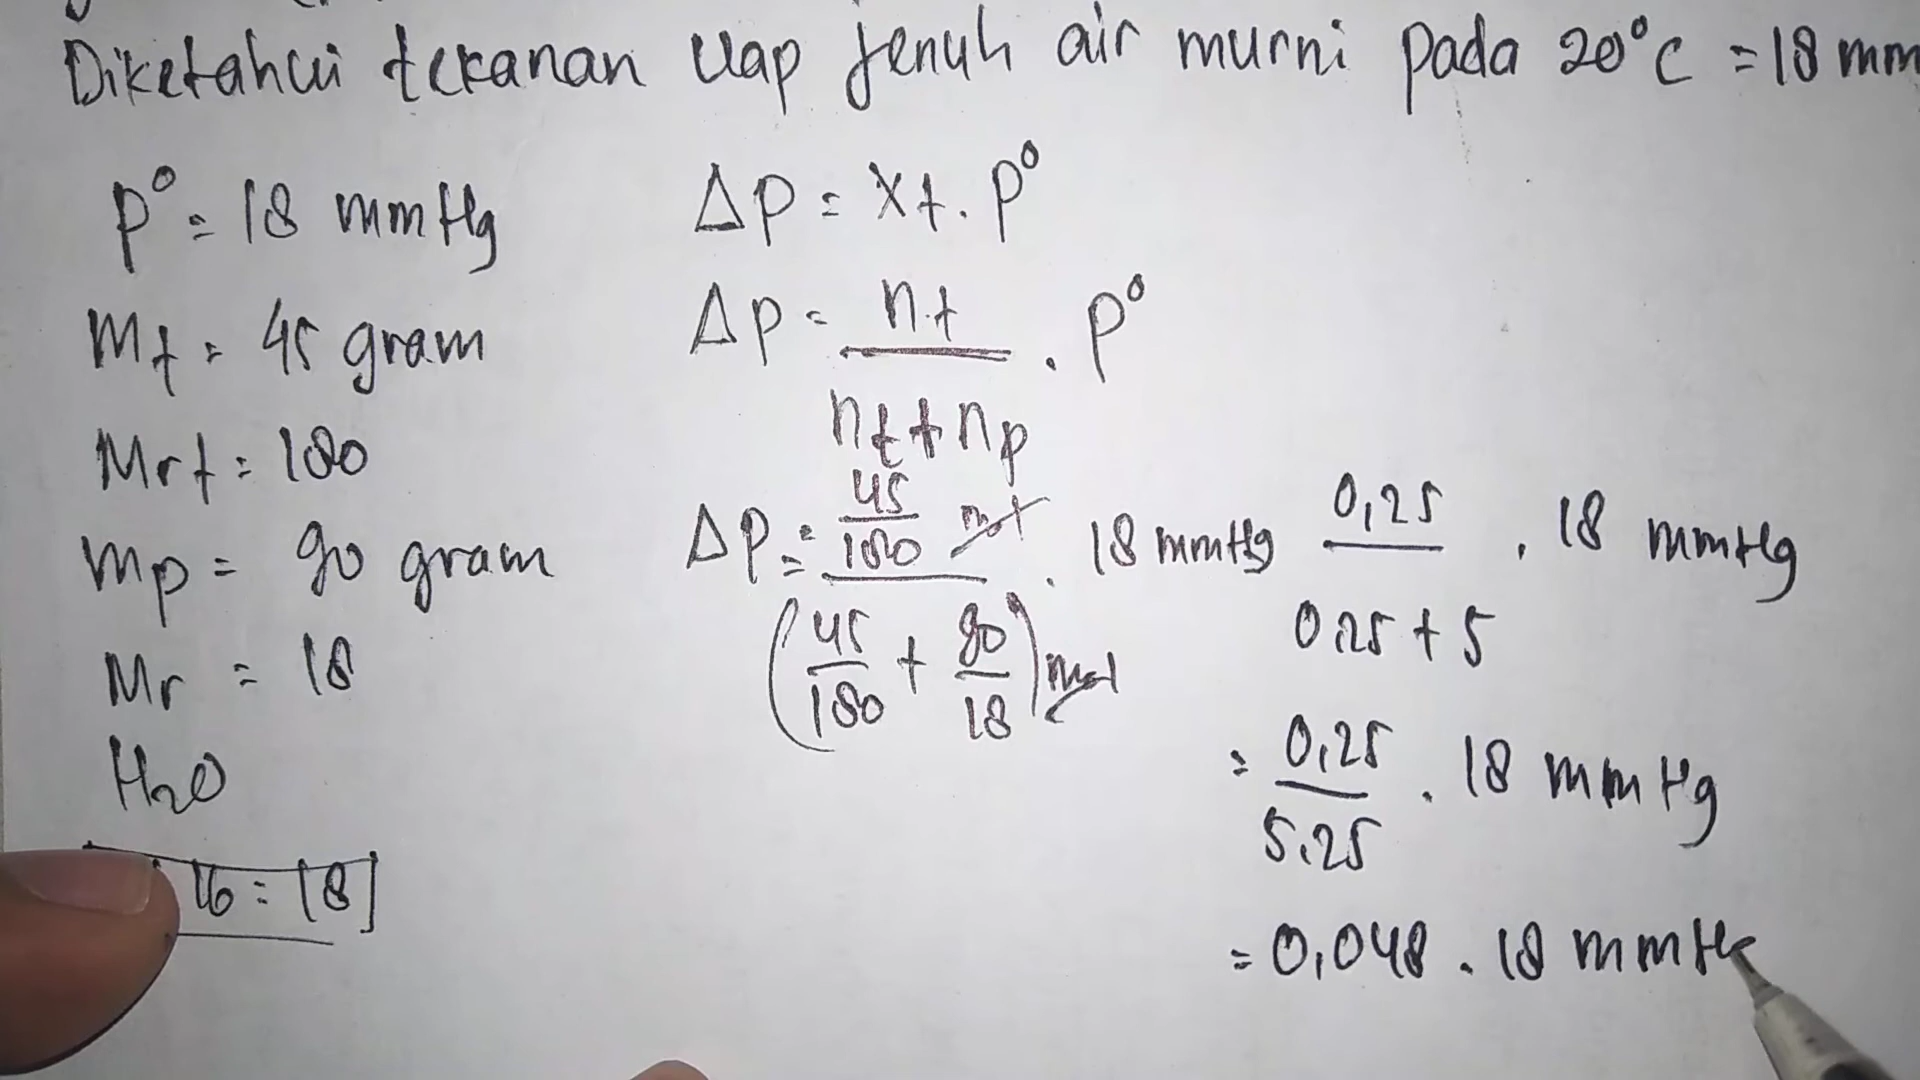 Diketahui tekanan uap jenuh air murni pada 20°C = 18 mm
P° = 18 mmHg
Mt = 45 gram
Mrt = 180
mp = 90 gram
Mr = 18
H2O
16 = 18
ΔP = Xt . P°
ΔP = nt / nt + np . P°
ΔP = 45/180 mol / (45/180 + 90/18) mol . 18 mmHg
0,25 / 0,25 + 5 . 18 mmHg
= 0,25 / 5,25 . 18 mmHg
= 0,048 . 18 mmH